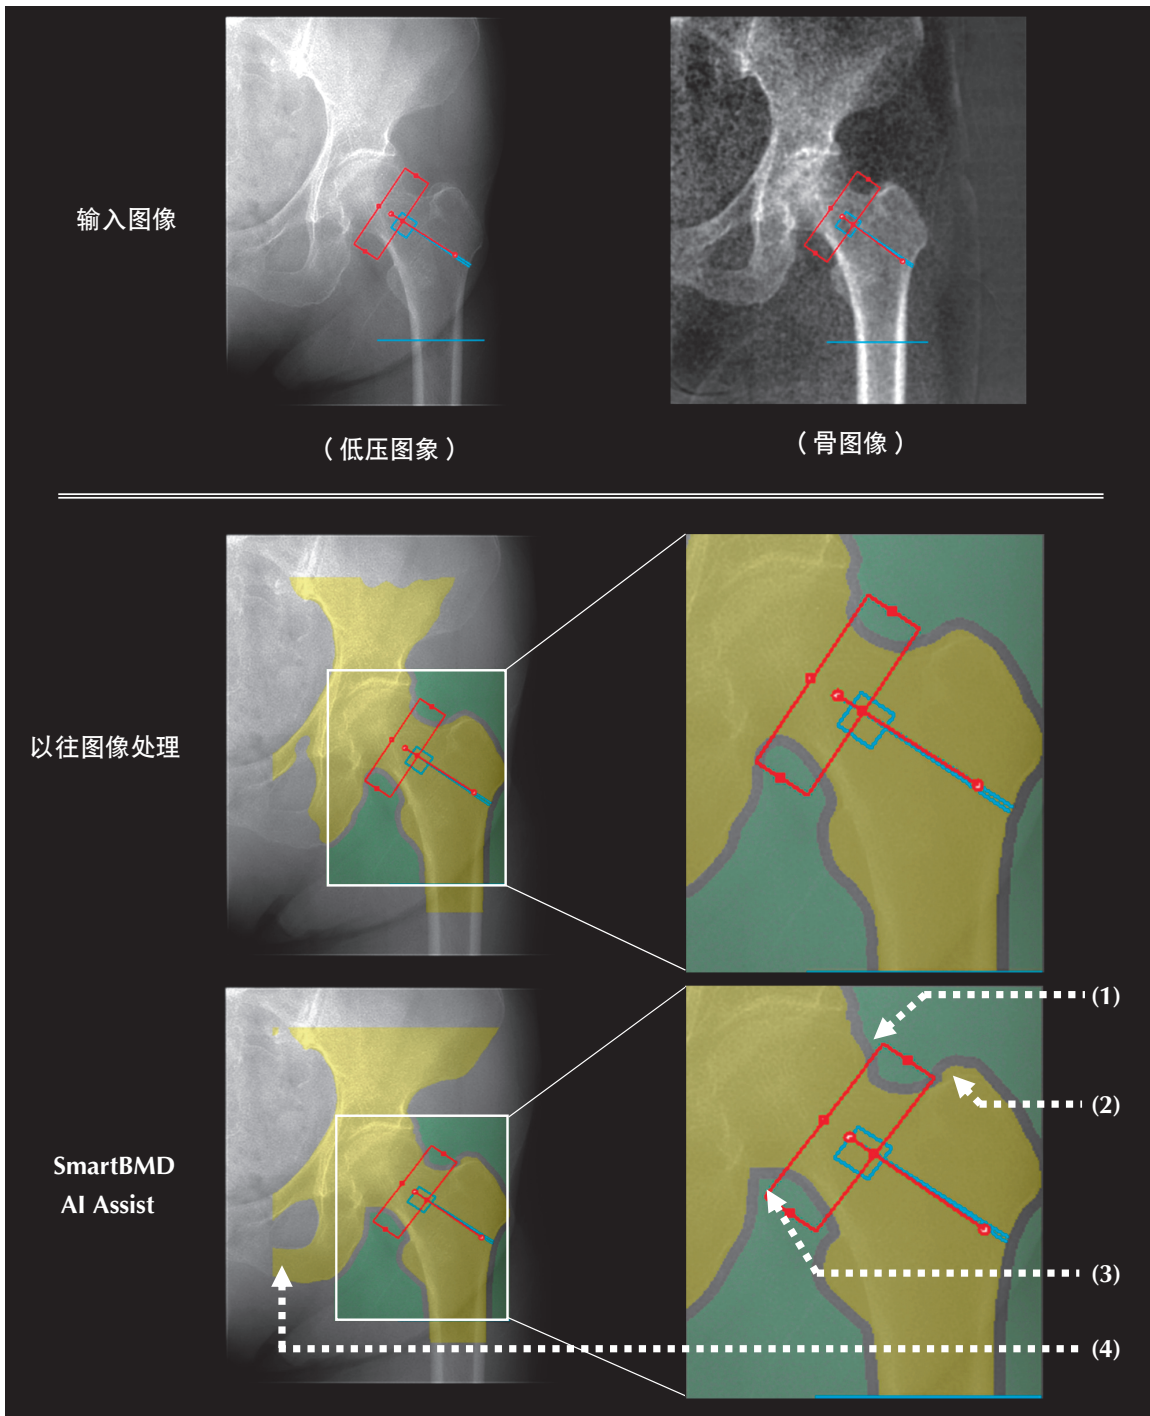 输入图像
（低压图象）
（骨图像）
以往图像处理
SmartBMD
AI Assist
(1)
(2)
(3)
(4)